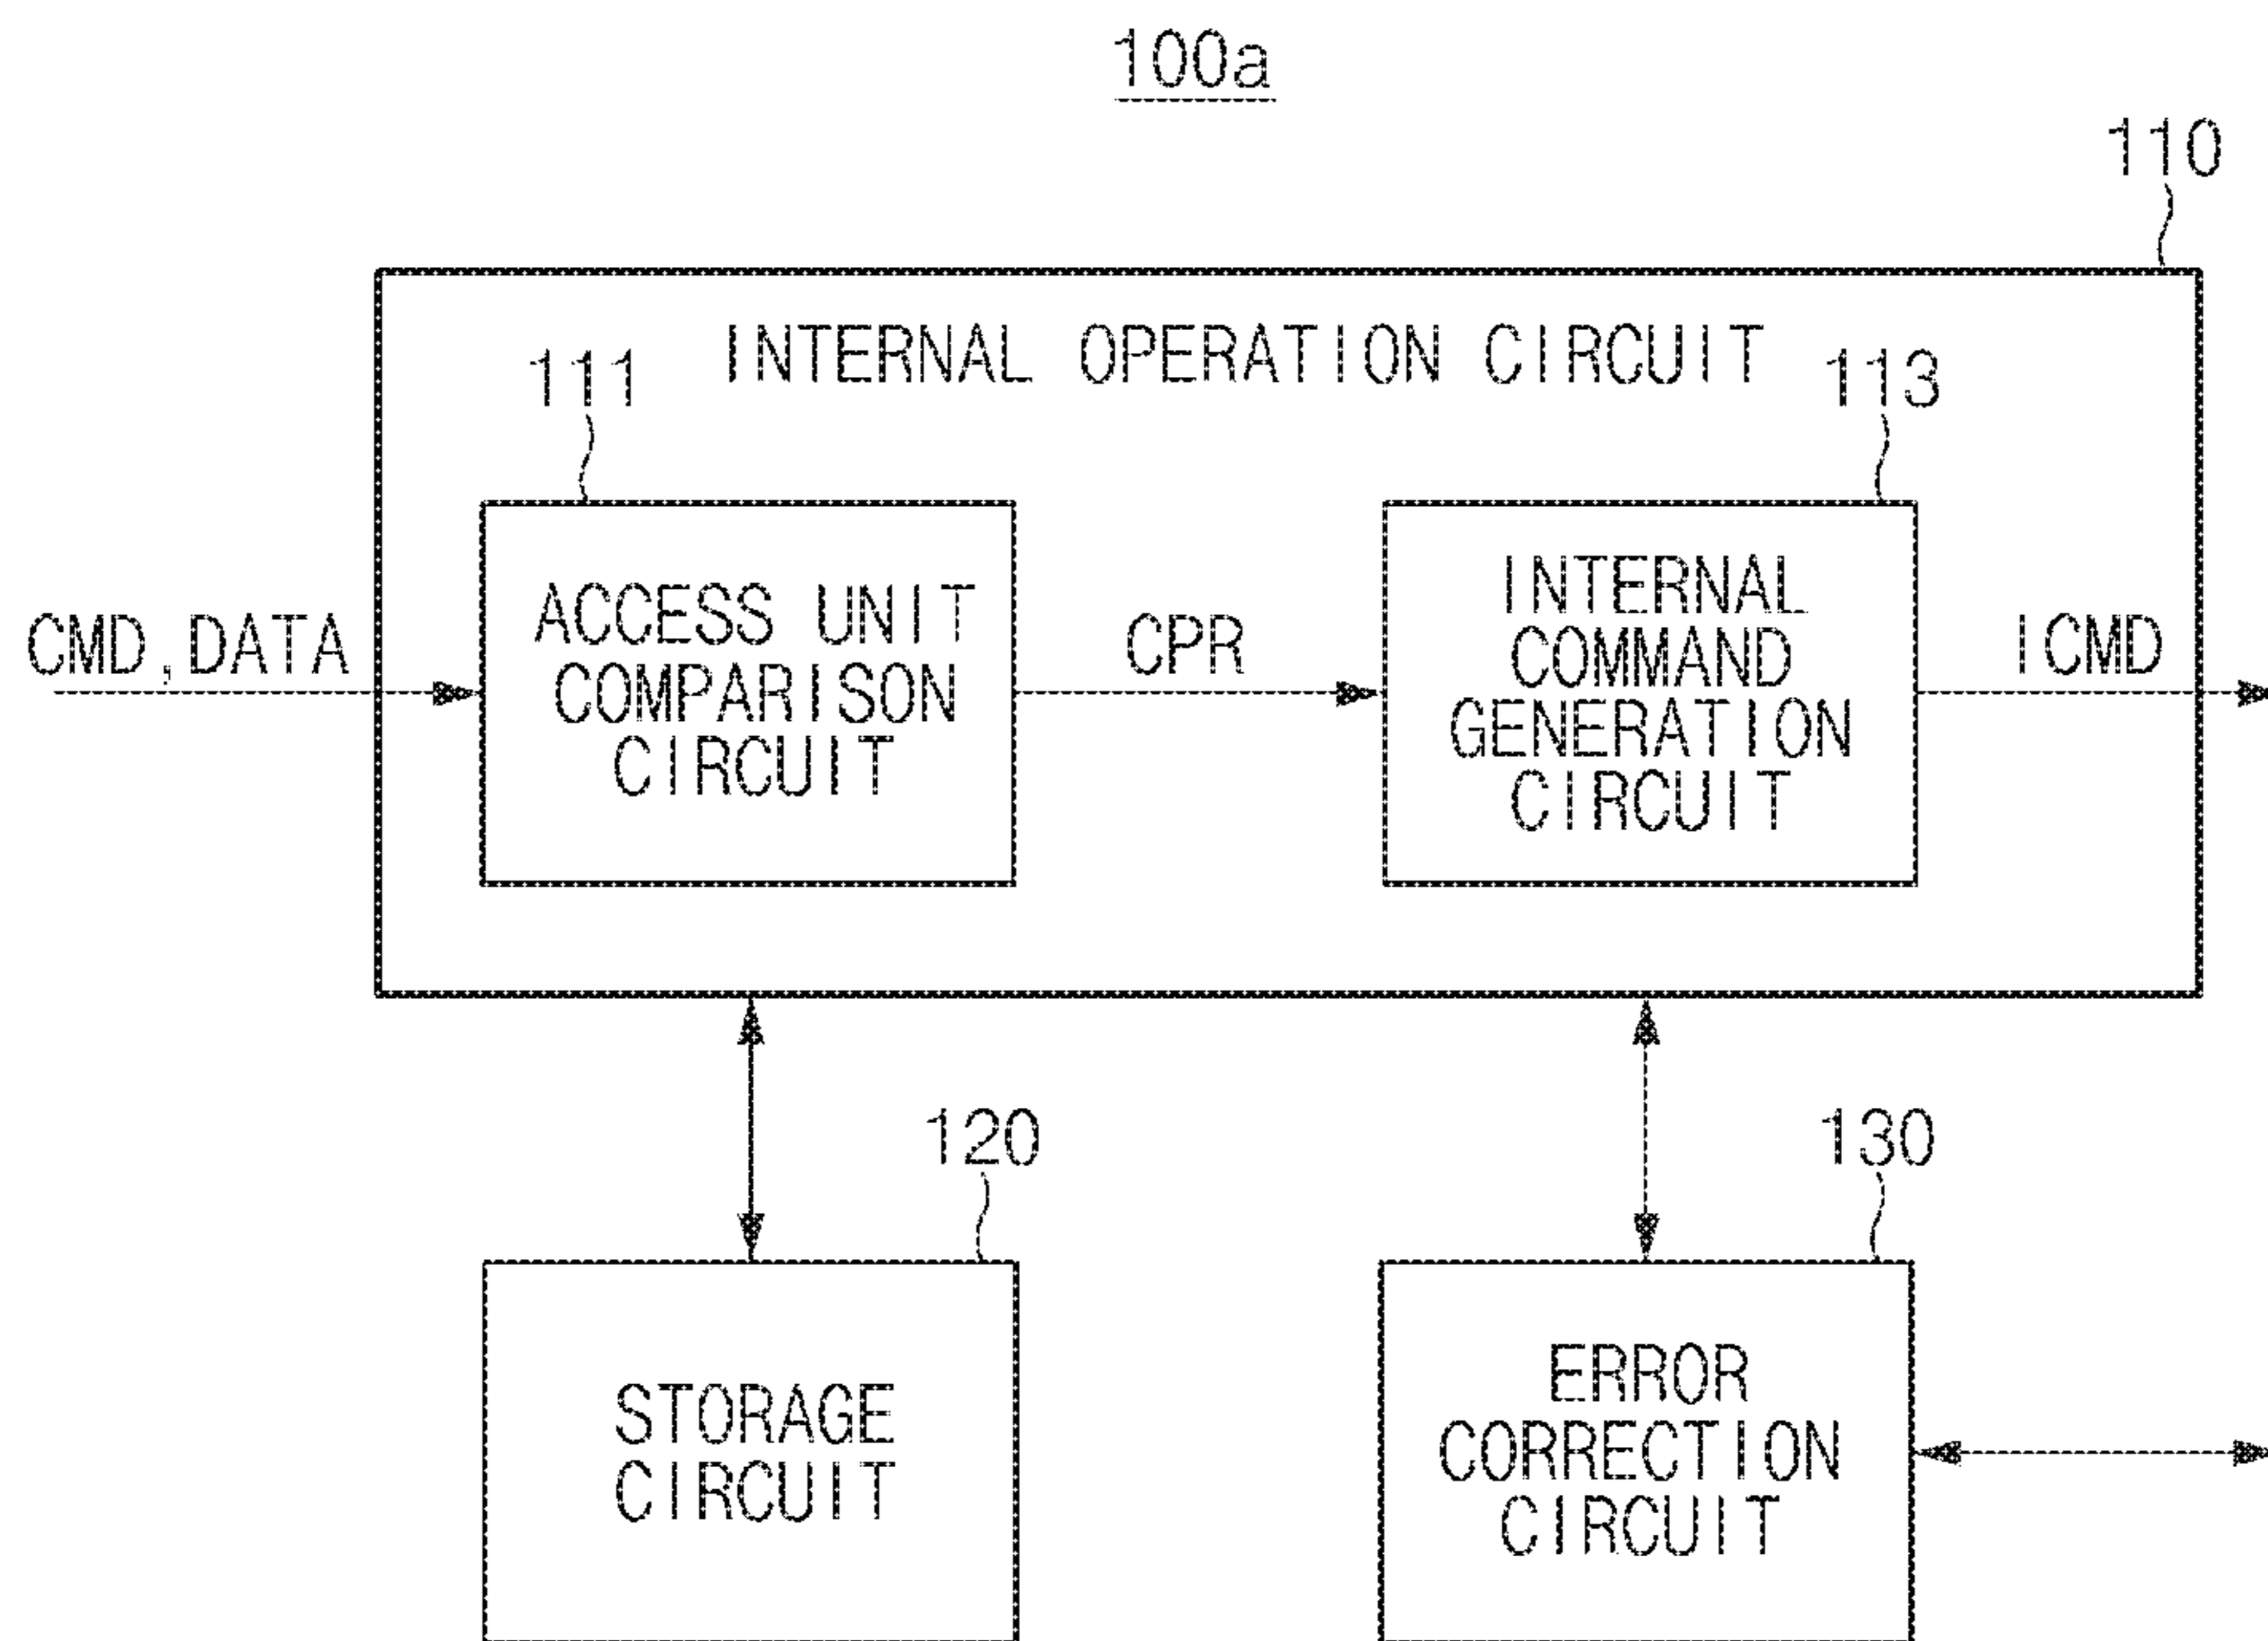 100a
110
INTERNAL OPERATION CIRCUIT
111
113
CMD,DATA
ACCESS UNIT
COMPARISON
CIRCUIT
CPR
INTERNAL
COMMAND
GENERATION
CIRCUIT
ICMD
120
130
STORAGE
CIRCUIT
ERROR
CORRECTION
CIRCUIT